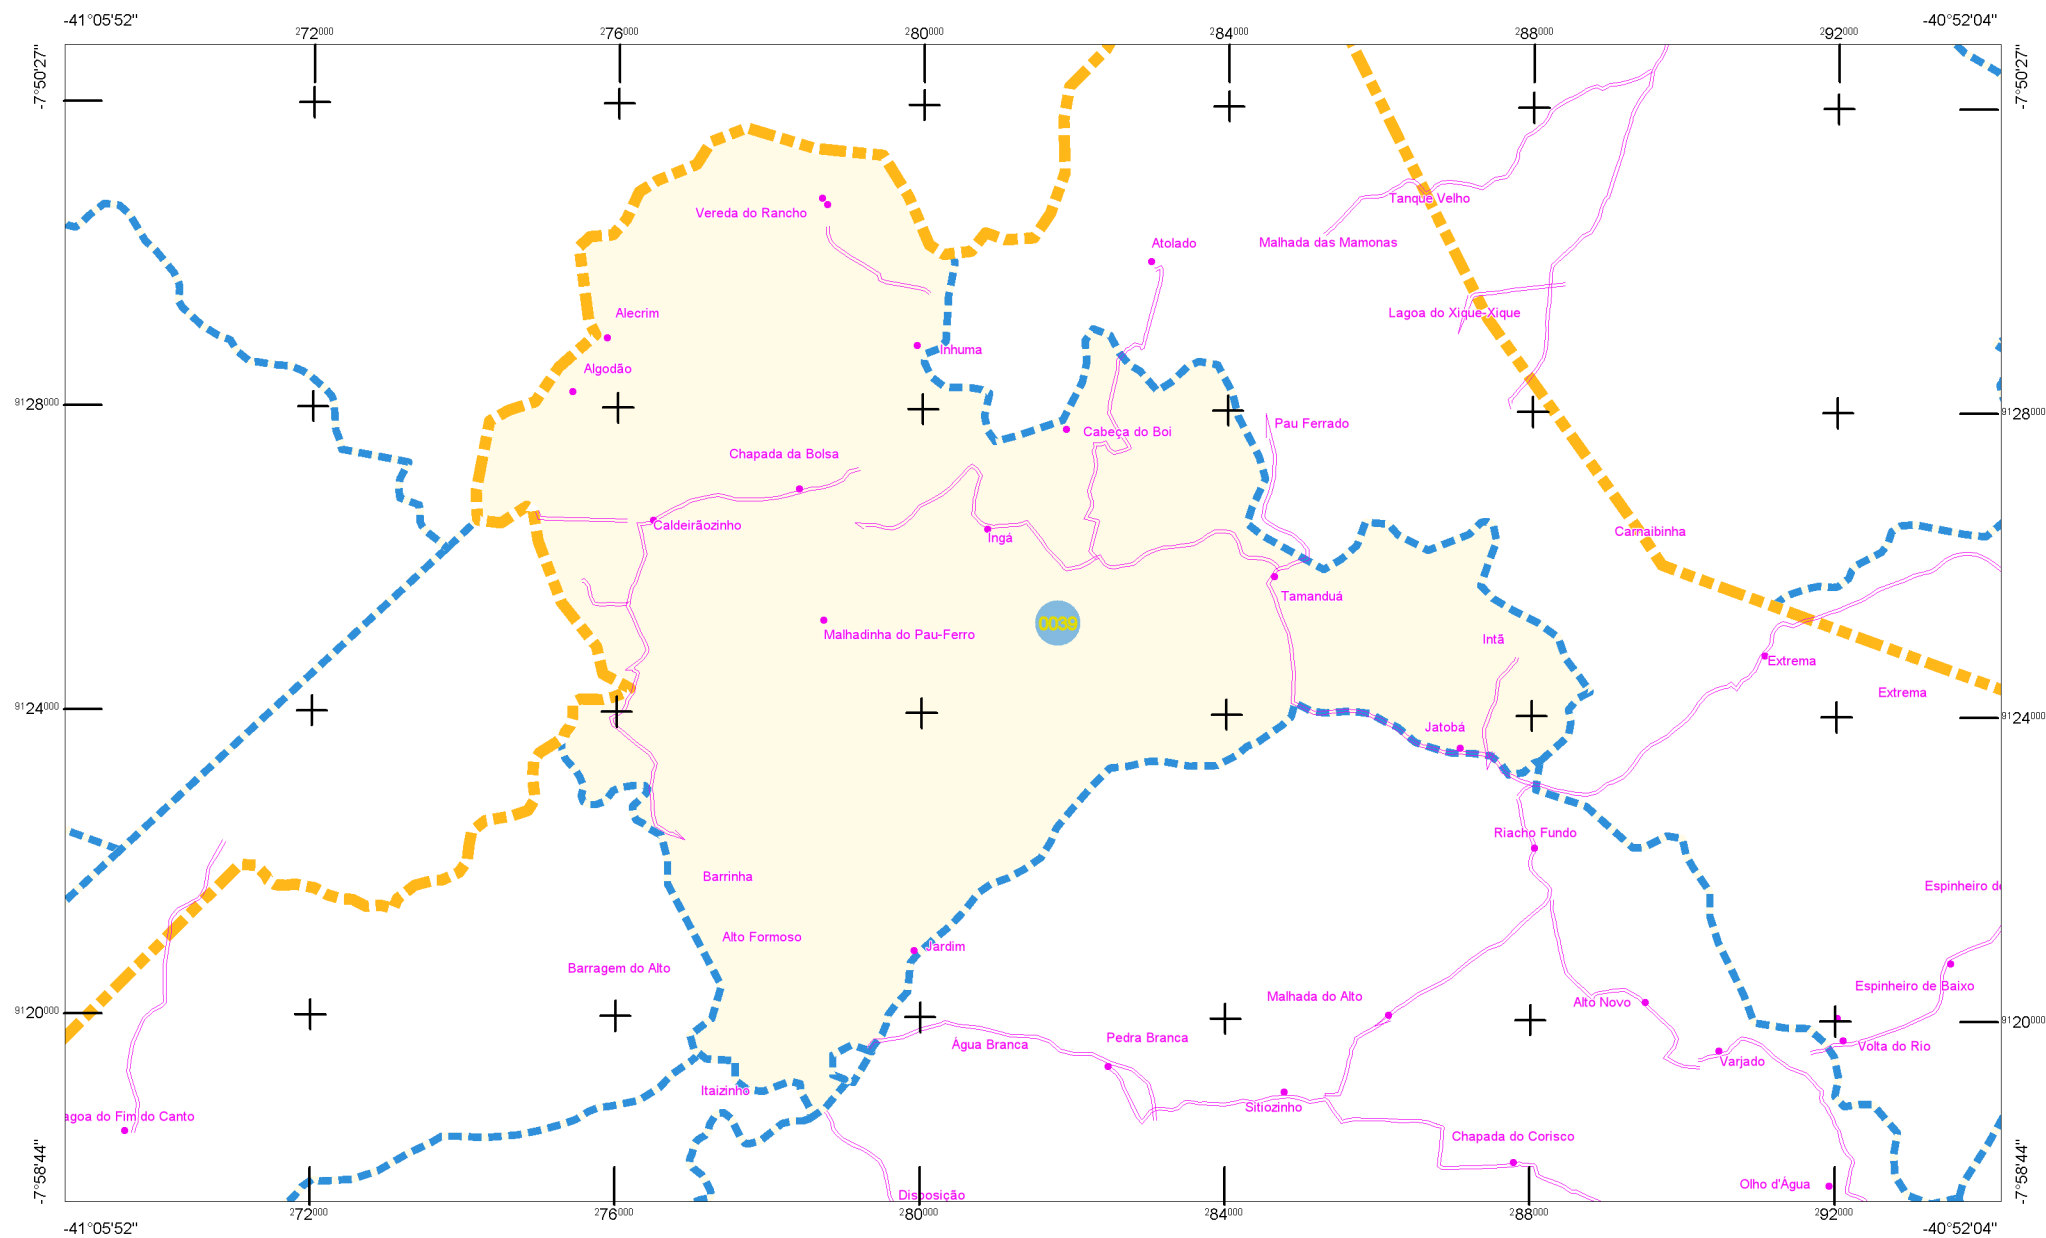 -41°05'52"
-40°52'04"
272000
276000
280000
284000
288000
292000
-7°50'27"
-7°50'27"
Tanque Velho
Vereda do Rancho
Atolado
Malhada das Mamonas
Alecrim
Lagoa do Xique-Xique
Inhuma
Algodão
9128000
9128000
Pau Ferrado
Cabeça do Boi
Chapada da Bolsa
Caldeirãozinho
Carnaibinha
Ingá
Tamanduá
0039
Malhadinha do Pau-Ferro
Intã
Extrema
Extrema
9124000
9124000
Jatobá
Riacho Fundo
Barrinha
Espinheiro de
Alto Formoso
Jardim
Barragem do Alto
Espinheiro de Baixo
Malhada do Alto
Alto Novo
9120000
9120000
Pedra Branca
Água Branca
Volta do Rio
Varjado
Itaizinho
Sitiozinho
agoa do Fim do Canto
Chapada do Corisco
Olho d'Água
Disposição
-7°58'44"
-7°58'44"
272000
276000
280000
284000
288000
292000
-41°05'52"
-40°52'04"